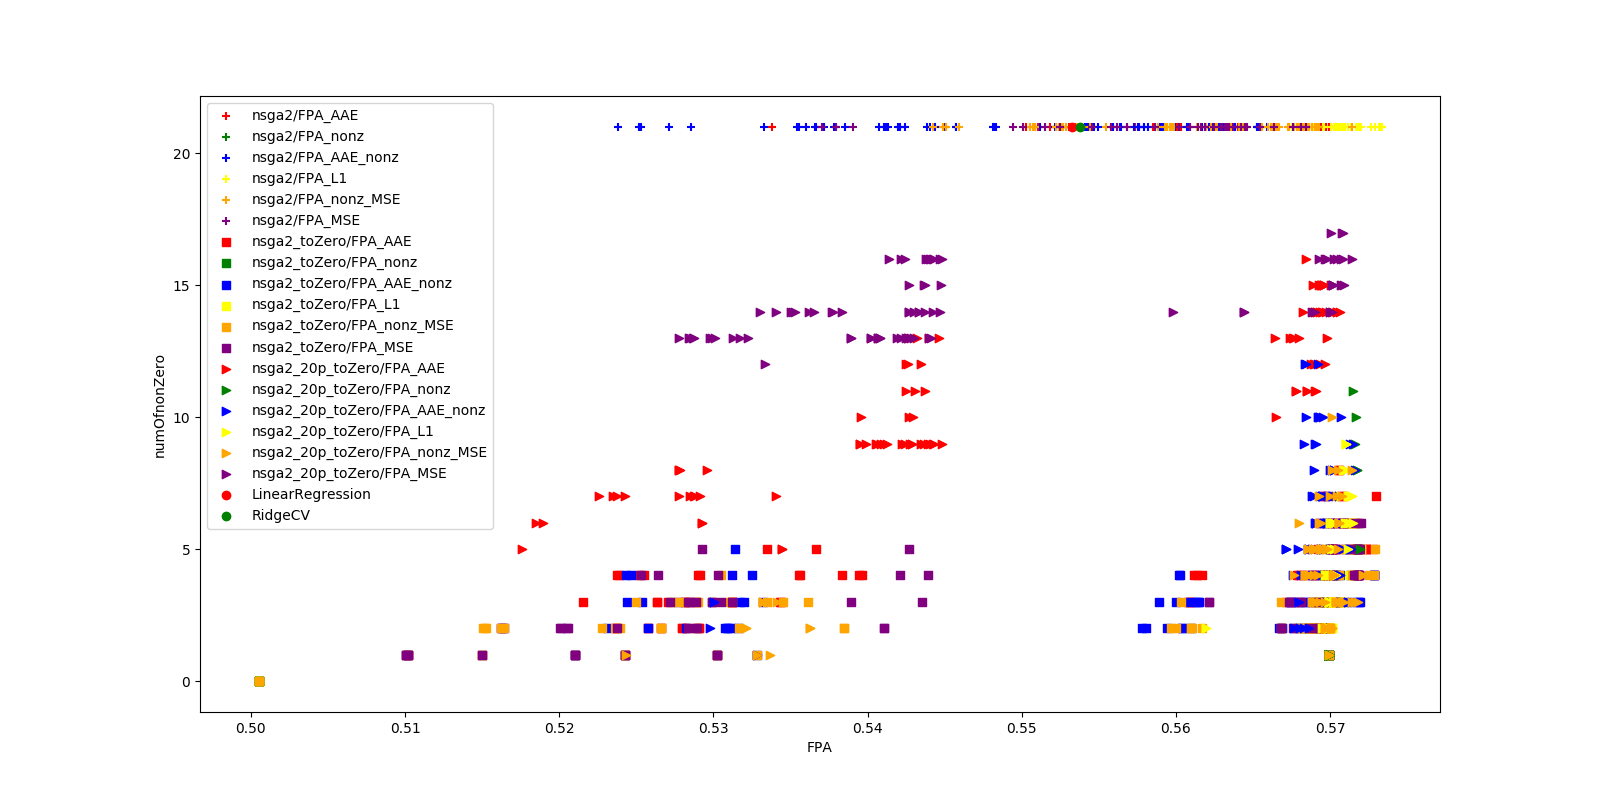 nsga2/FPA_AAE
nsga2/FPA_nonz
nsga2/FPA_AAE_nonz
nsga2/FPA_L1
nsga2/FPA_nonz_MSE
nsga2/FPA_MSE
nsga2_toZero/FPA_AAE
nsga2_toZero/FPA_nonz
nsga2_toZero/FPA_AAE_nonz
nsga2_toZero/FPA_L1
nsga2_toZero/FPA_nonz_MSE
nsga2_toZero/FPA_MSE
nsga2_20p_toZero/FPA_AAE
nsga2_20p_toZero/FPA_nonz
nsga2_20p_toZero/FPA_AAE_nonz
nsga2_20p_toZero/FPA_L1
nsga2_20p_toZero/FPA_nonz_MSE
nsga2_20p_toZero/FPA_MSE
LinearRegression
RidgeCV
numOfnonZero
20
15
10
5
0
0.50 0.51 0.52 0.53 0.54 0.55 0.56 0.57
FPA